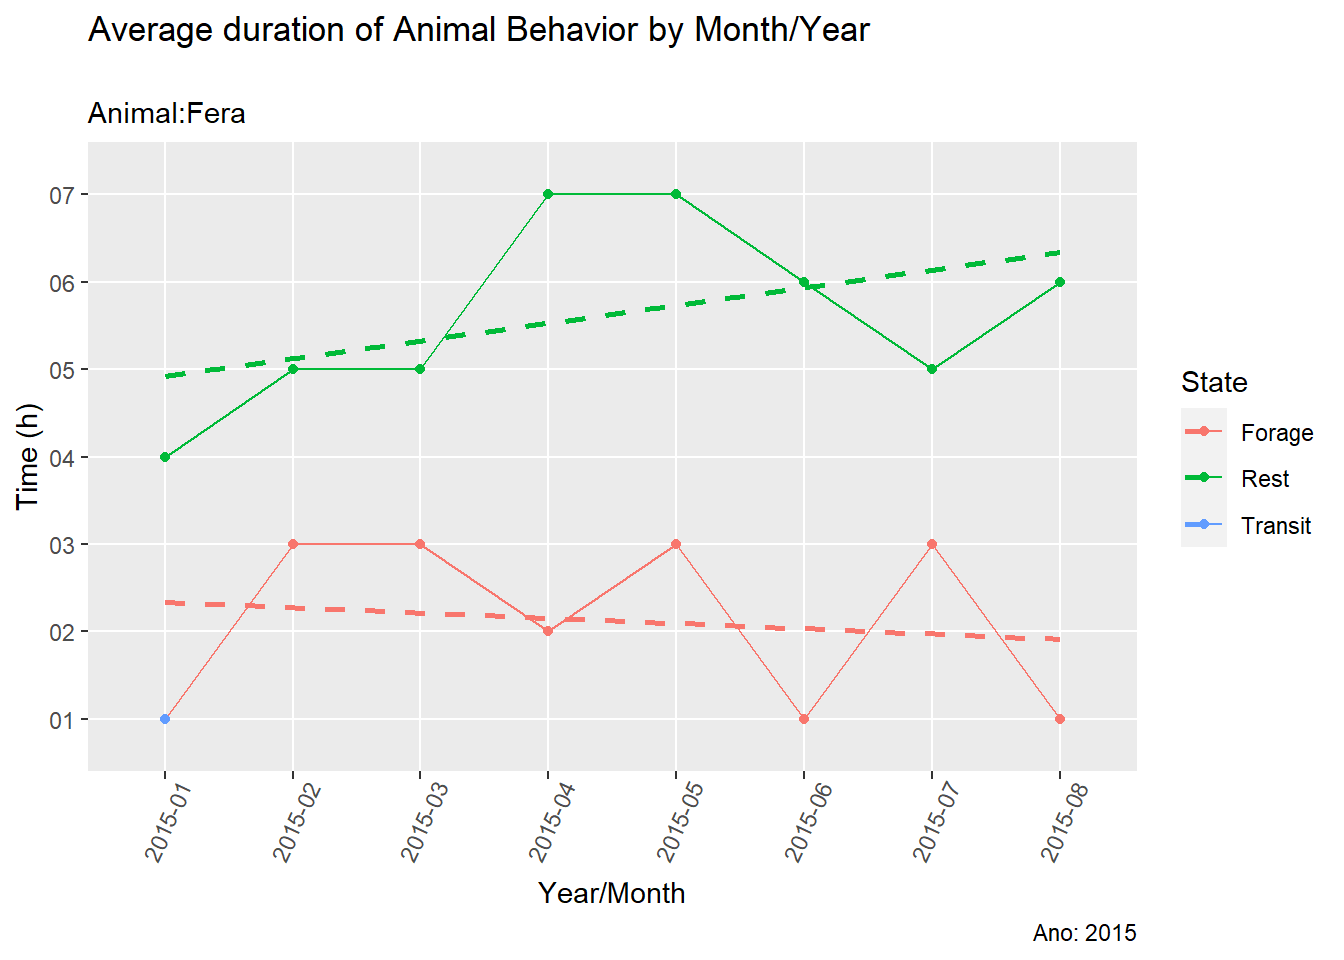 Average duration of Animal Behavior by Month/Year
Animal:Fera
07
06
05
04
03
02
01
Time (h)
2015-01
2015-02
2015-03
2015-04
2015-05
2015-06
2015-07
2015-08
Year/Month
State
Forage
Rest
Transit
Ano: 2015